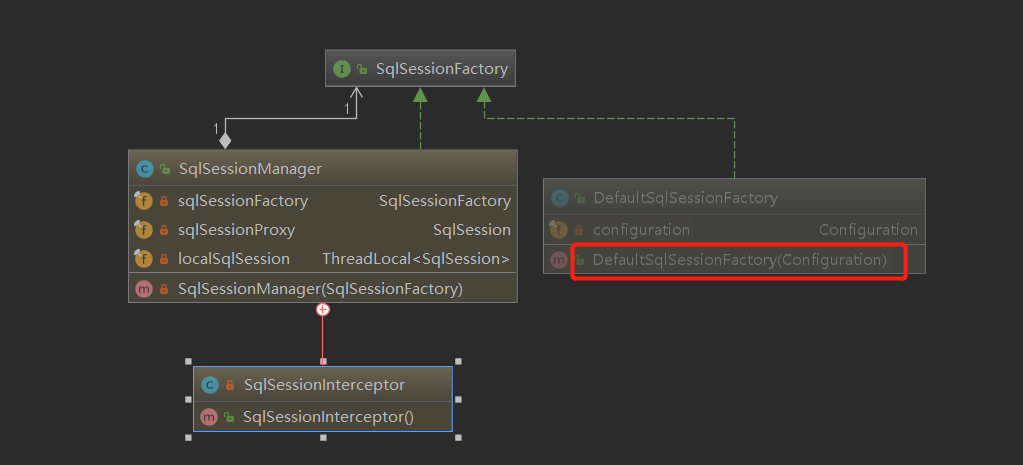 I SqlSessionFactory
1
1
C SqlSessionManager
f sqlSessionFactory SqlSessionFactory
f sqlSessionProxy SqlSession
f localSqlSession ThreadLocal<SqlSession>
m SqlSessionManager(SqlSessionFactory)
C DefaultSqlSessionFactory
f configuration Configuration
m DefaultSqlSessionFactory(Configuration)
C SqlSessionInterceptor
m SqlSessionInterceptor()